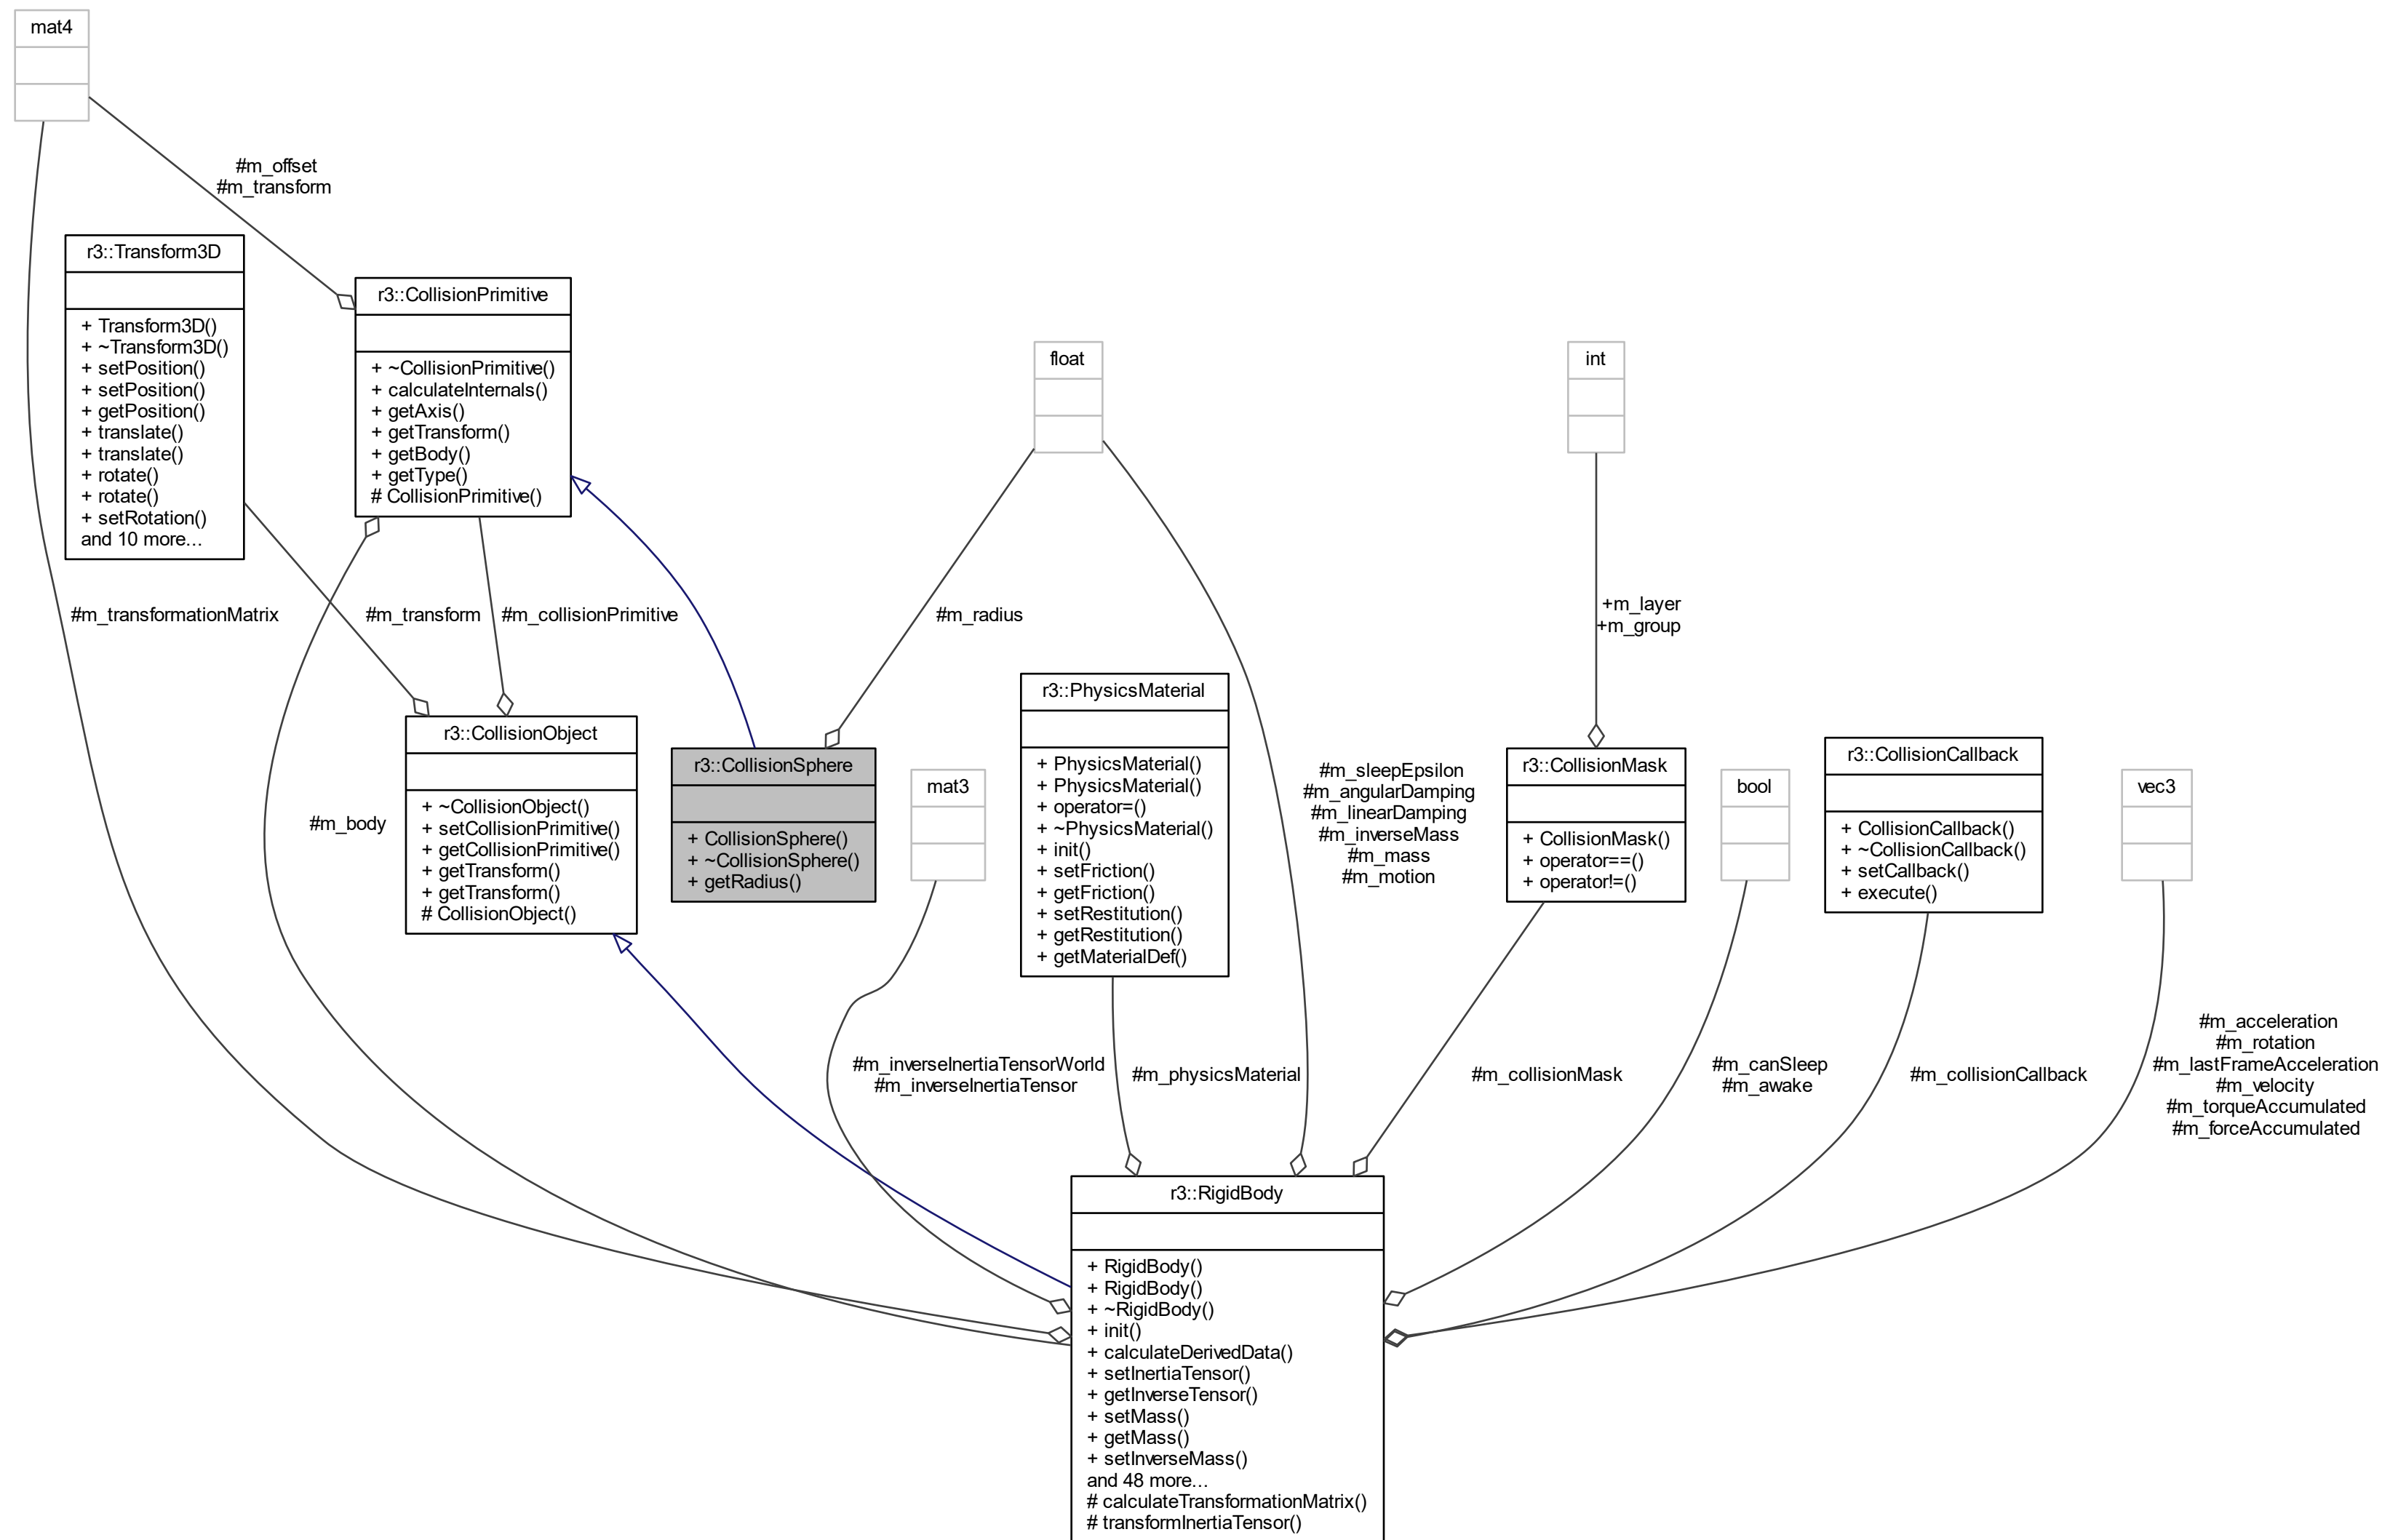 mat4
#m_offset
#m_transform
r3::Transform3D
+ Transform3D()
+ ~Transform3D()
+ setPosition()
+ setPosition()
+ getPosition()
+ translate()
+ translate()
+ rotate()
+ rotate()
+ setRotation()
and 10 more...
r3::CollisionPrimitive
+ ~CollisionPrimitive()
+ calculateInternals()
+ getAxis()
+ getTransform()
+ getBody()
+ getType()
# CollisionPrimitive()
float
int
#m_transformationMatrix
#m_transform
#m_collisionPrimitive
#m_radius
+m_layer
+m_group
#m_body
r3::CollisionObject
+ ~CollisionObject()
+ setCollisionPrimitive()
+ getCollisionPrimitive()
+ getTransform()
+ getTransform()
# CollisionObject()
r3::CollisionSphere
+ CollisionSphere()
+ ~CollisionSphere()
+ getRadius()
mat3
r3::PhysicsMaterial
+ PhysicsMaterial()
+ PhysicsMaterial()
+ operator=()
+ ~PhysicsMaterial()
+ init()
+ setFriction()
+ getFriction()
+ setRestitution()
+ getRestitution()
+ getMaterialDef()
#m_sleepEpsilon
#m_angularDamping
#m_linearDamping
#m_inverseMass
#m_mass
#m_motion
r3::CollisionMask
+ CollisionMask()
+ operator==()
+ operator!=()
bool
r3::CollisionCallback
+ CollisionCallback()
+ ~CollisionCallback()
+ setCallback()
+ execute()
vec3
#m_inverseInertiaTensorWorld
#m_inverseInertiaTensor
#m_physicsMaterial
#m_collisionMask
#m_canSleep
#m_awake
#m_collisionCallback
#m_acceleration
#m_rotation
#m_lastFrameAcceleration
#m_velocity
#m_torqueAccumulated
#m_forceAccumulated
r3::RigidBody
+ RigidBody()
+ RigidBody()
+ ~RigidBody()
+ init()
+ calculateDerivedData()
+ setInertiaTensor()
+ getInverseTensor()
+ setMass()
+ getMass()
+ setInverseMass()
and 48 more...
# calculateTransformationMatrix()
# transformInertiaTensor()